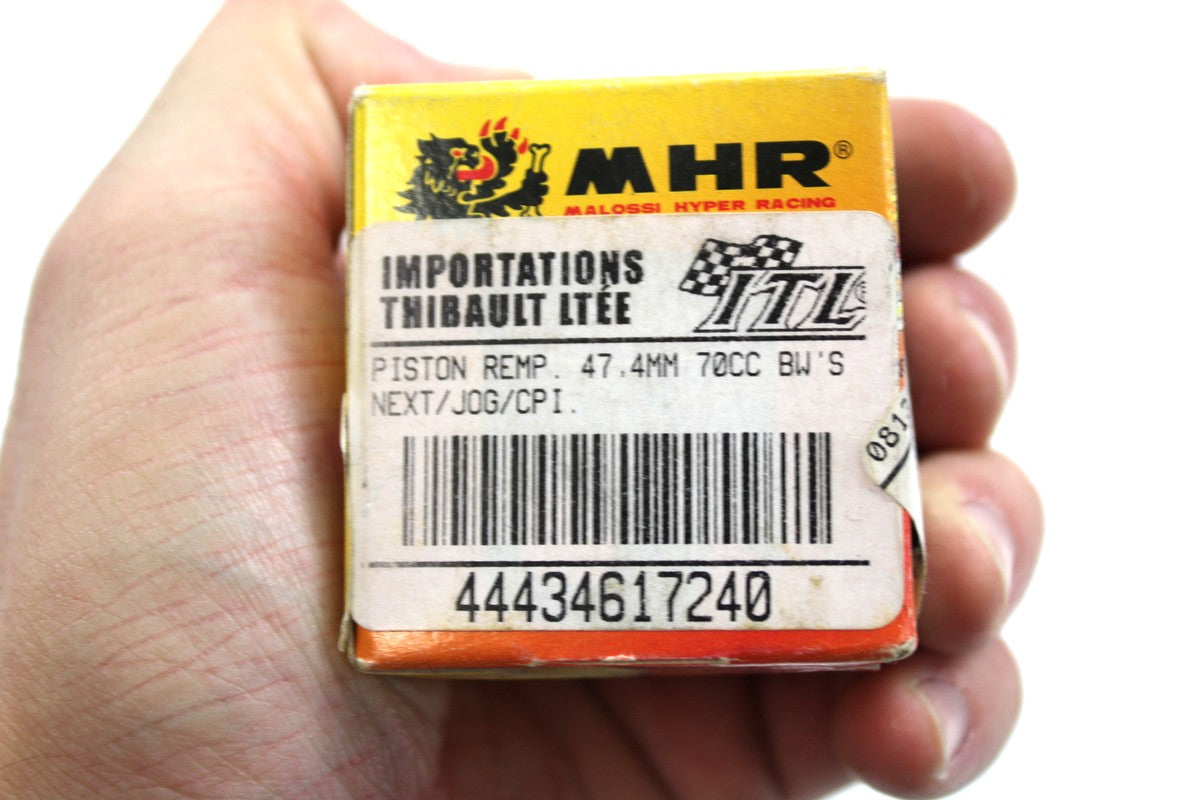 MHR®
MALOSSI HYPER RACING
IMPORTATIONS
THIBAULT LTÉE
ITL
PISTON REMP. 47.4MM 70CC BW'S
NEXT/JOG/CPI.
44434617240